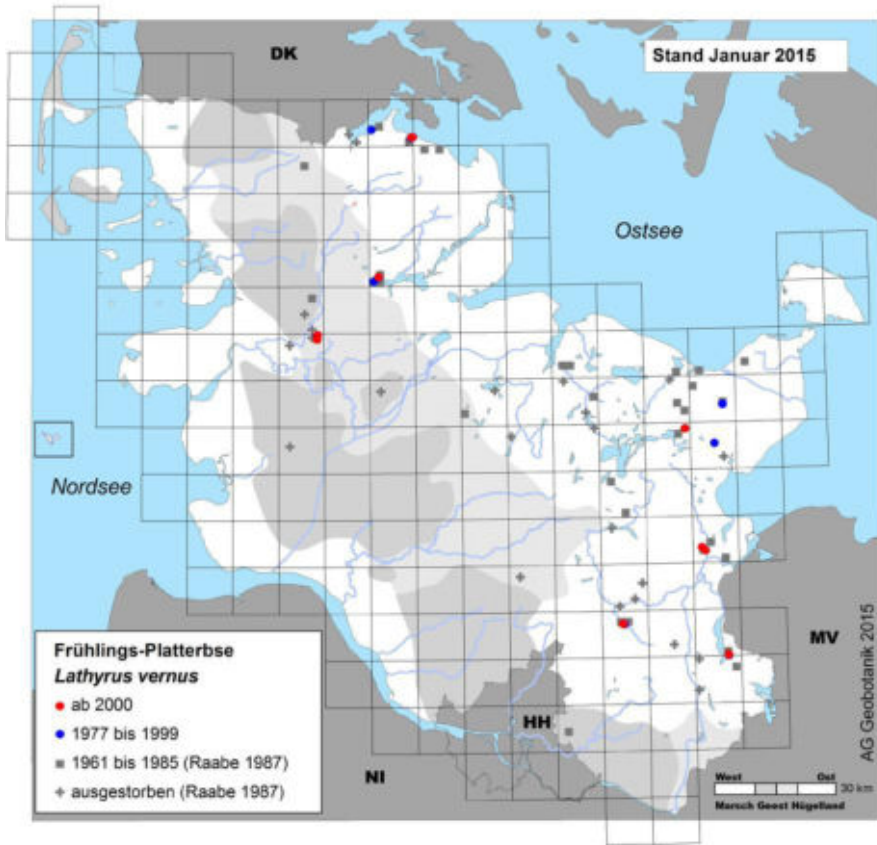 DK
Stand Januar 2015
Ostsee
Nordsee
MV
HH
NI
Frühlings-Platterbse
Lathyrus vernus
ab 2000
1977 bis 1999
1961 bis 1985 (Raabe 1987)
ausgestorben (Raabe 1987)
West Ost
30 km
Marsch Geest Hügelland
AG Geobotanik 2015